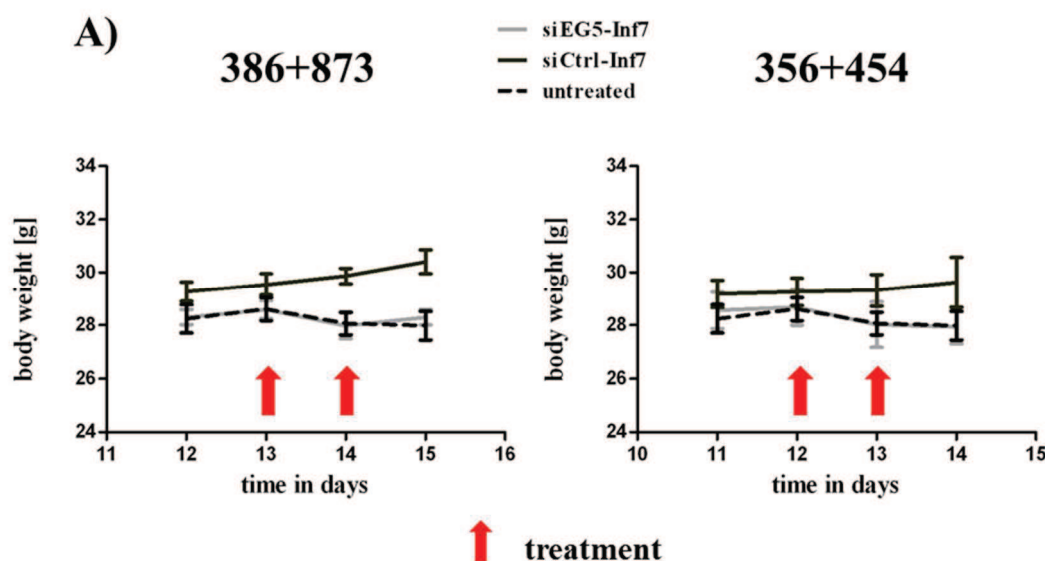 A)
siEG5-Inf7
siCtrl-Inf7
untreated
386+873
356+454
body weight [g]
34
32
30
28
26
24
11 12 13 14 15 16
time in days
body weight [g]
34
32
30
28
26
24
10 11 12 13 14 15
time in days
treatment